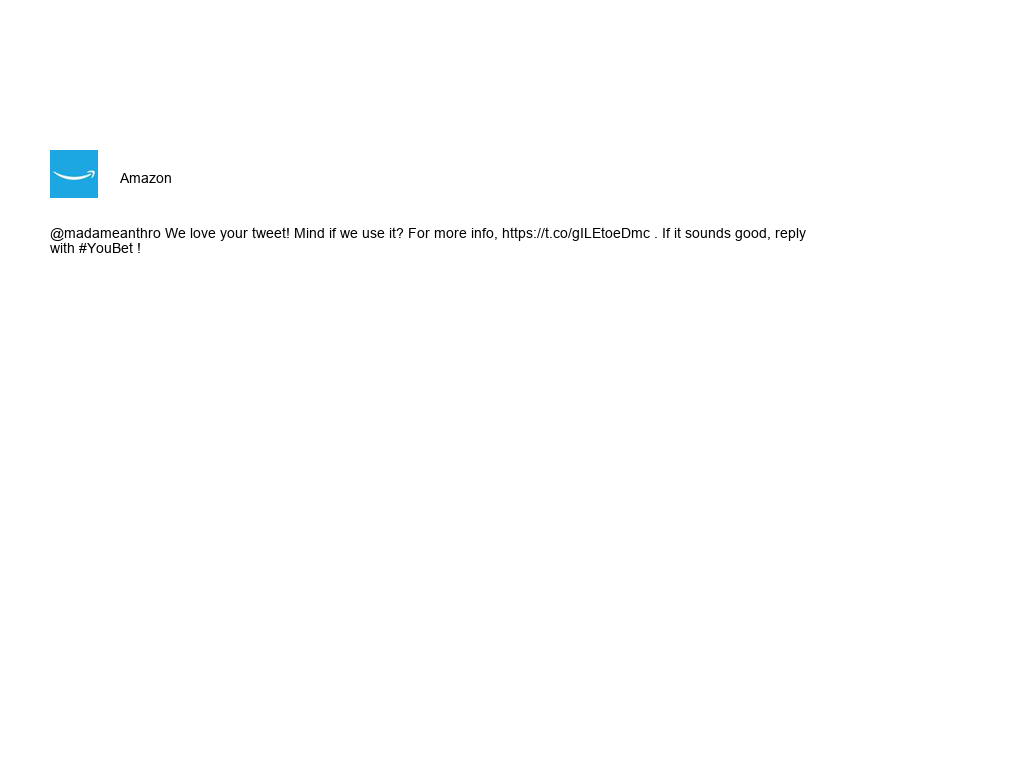 Amazon
@madameanthro We love your tweet! Mind if we use it? For more info, https://t.co/gILEtoeDmc . If it sounds good, reply
with #YouBet !